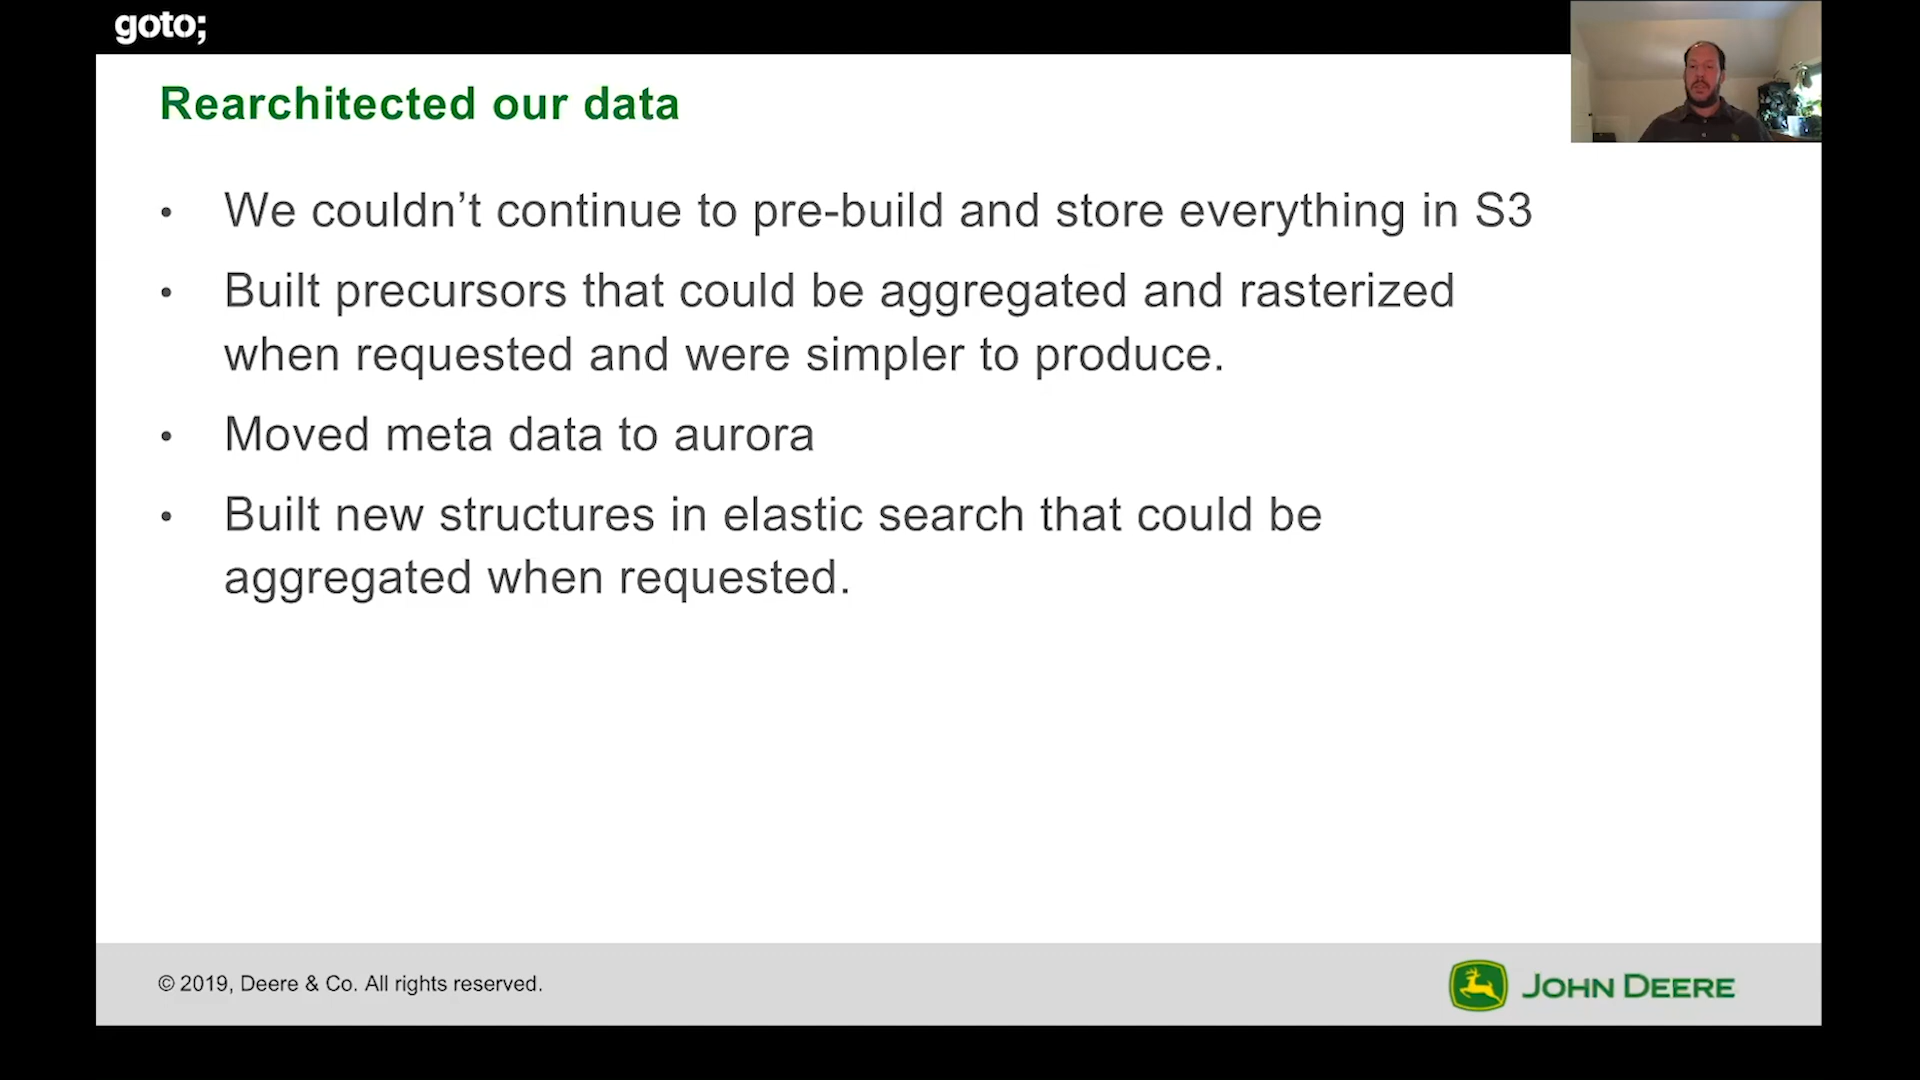 goto;
Rearchitected our data
• We couldn’t continue to pre-build and store everything in S3
• Built precursors that could be aggregated and rasterized
when requested and were simpler to produce.
• Moved meta data to aurora
• Built new structures in elastic search that could be
aggregated when requested.
© 2019, Deere & Co. All rights reserved.
JOHN DEERE